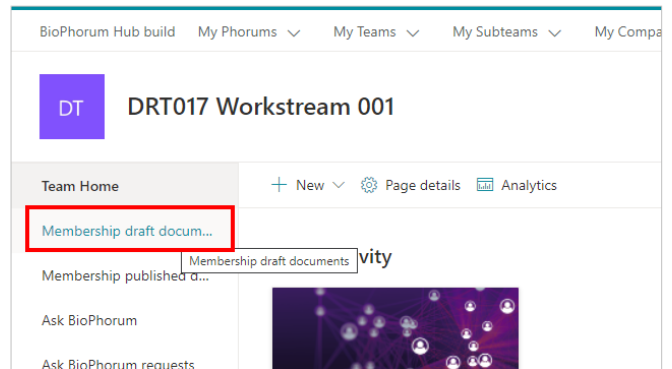 BioPhorum Hub build My Phorums My Teams My Subteams My Compa
DT DRT017 Workstream 001
Team Home
New Page details Analytics
Membership draft docum...
Membership draft documents
vity
Membership published d...
Ask BioPhorum
Ask BioPhorum requests